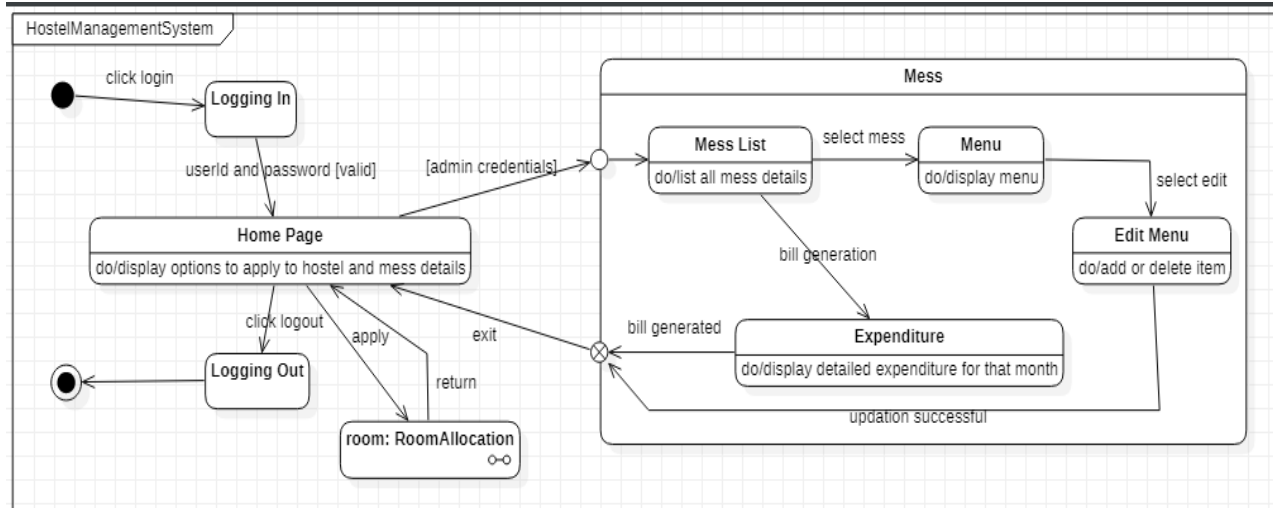 HostelManagementSystem
click login
Logging In
userId and password [valid]
[admin credentials]
Home Page
do/display options to apply to hostel and mess details
click logout
apply
return
exit
Logging Out
room: RoomAllocation
Mess
Mess List
do/list all mess details
select mess
Menu
do/display menu
select edit
Edit Menu
do/add or delete item
bill generation
bill generated
Expenditure
do/display detailed expenditure for that month
updation successful